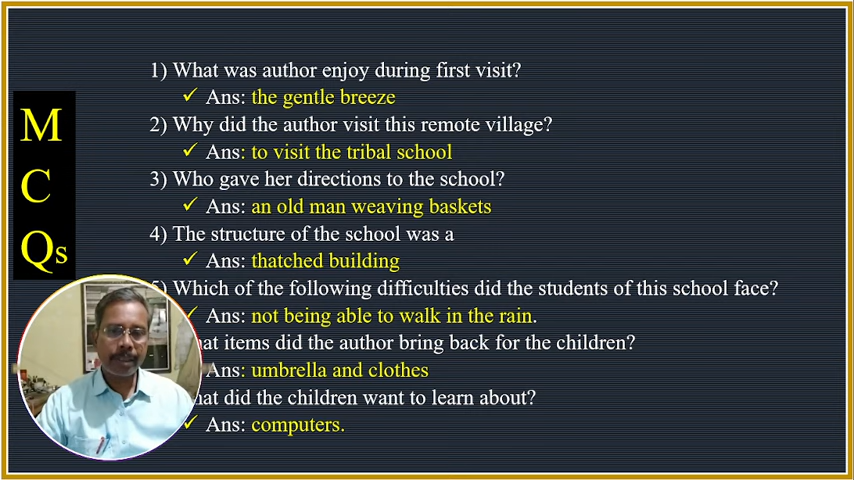 M
C
Qs
1) What was author enjoy during first visit?
✓ Ans: the gentle breeze
2) Why did the author visit this remote village?
✓ Ans: to visit the tribal school
3) Who gave her directions to the school?
✓ Ans: an old man weaving baskets
4) The structure of the school was a
✓ Ans: thatched building
5) Which of the following difficulties did the students of this school face?
✓ Ans: not being able to walk in the rain.
items did the author bring back for the children?
Ans: umbrella and clothes
did the children want to learn about?
✓ Ans: computers.